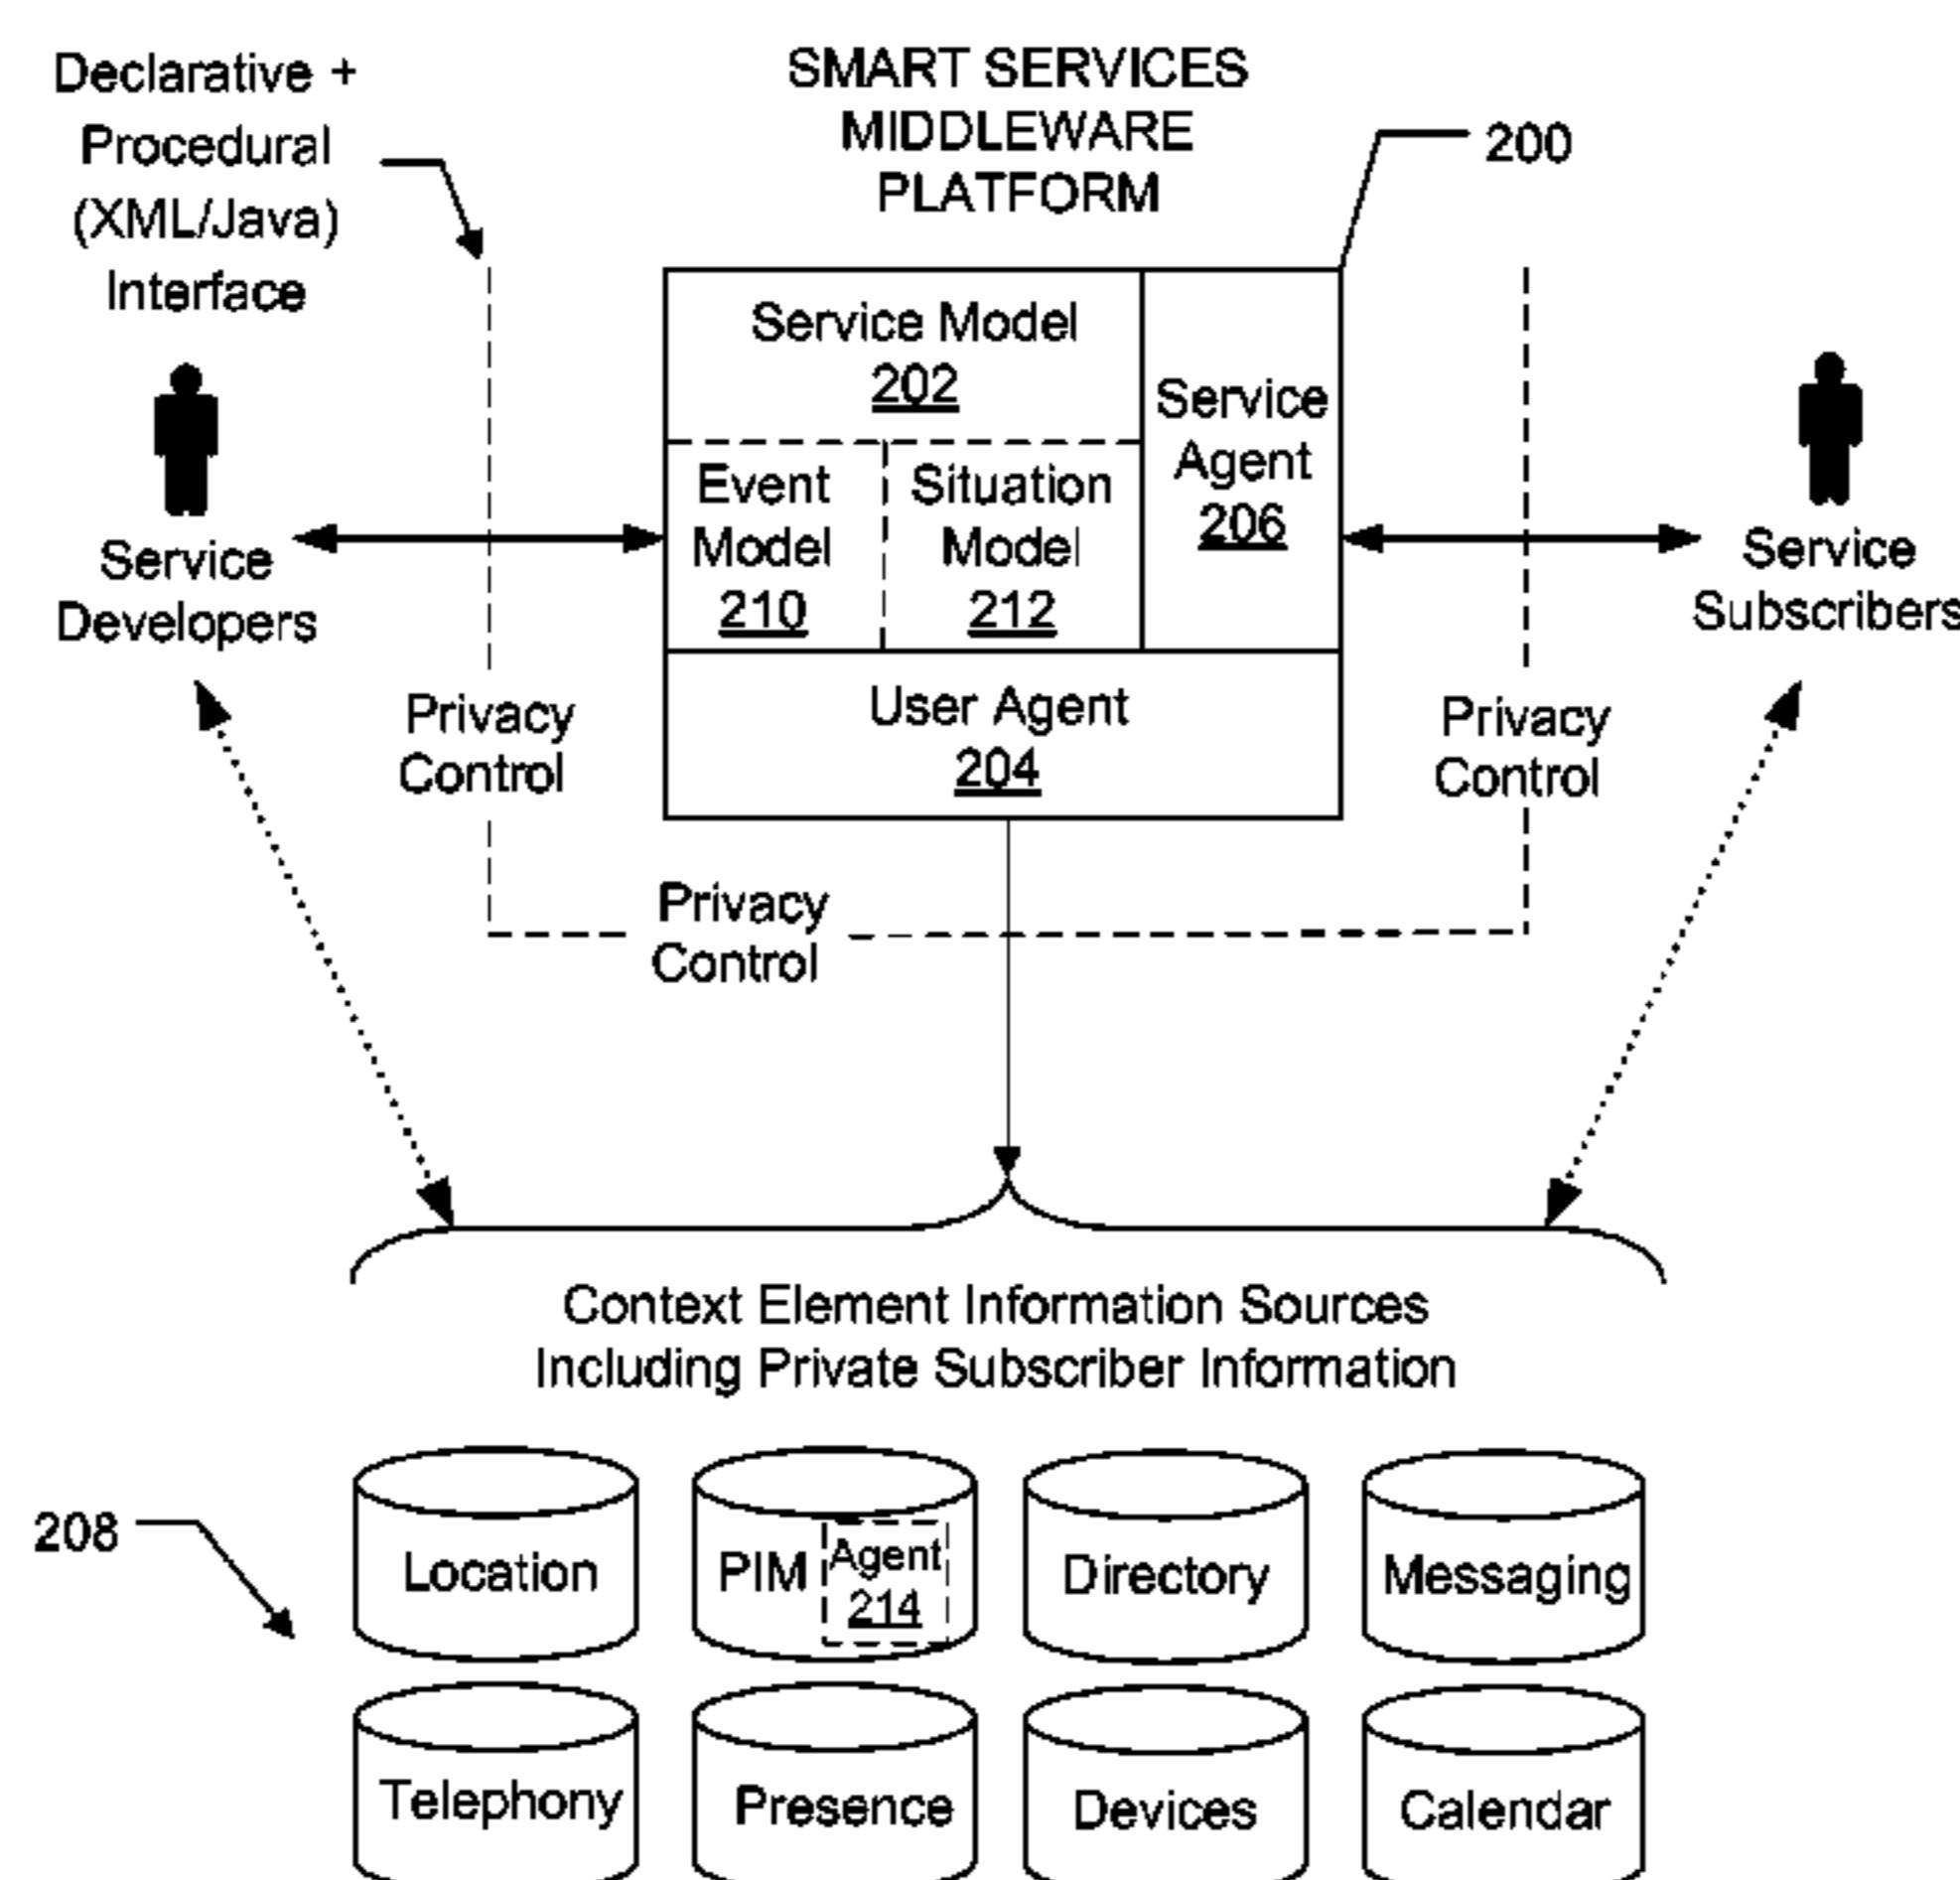 Declarative +
Procedural
(XML/Java)
Interface
SMART SERVICES
MIDDLEWARE
PLATFORM
200
Service Model
202
Service
Agent
206
Event
Model
210
Situation
Model
212
User Agent
204
Service
Developers
Service
Subscribers
Privacy
Control
Privacy
Control
Privacy
Control
Context Element Information Sources
Including Private Subscriber Information
208
Location
PIM
Agent
214
Directory
Messaging
Telephony
Presence
Devices
Calendar